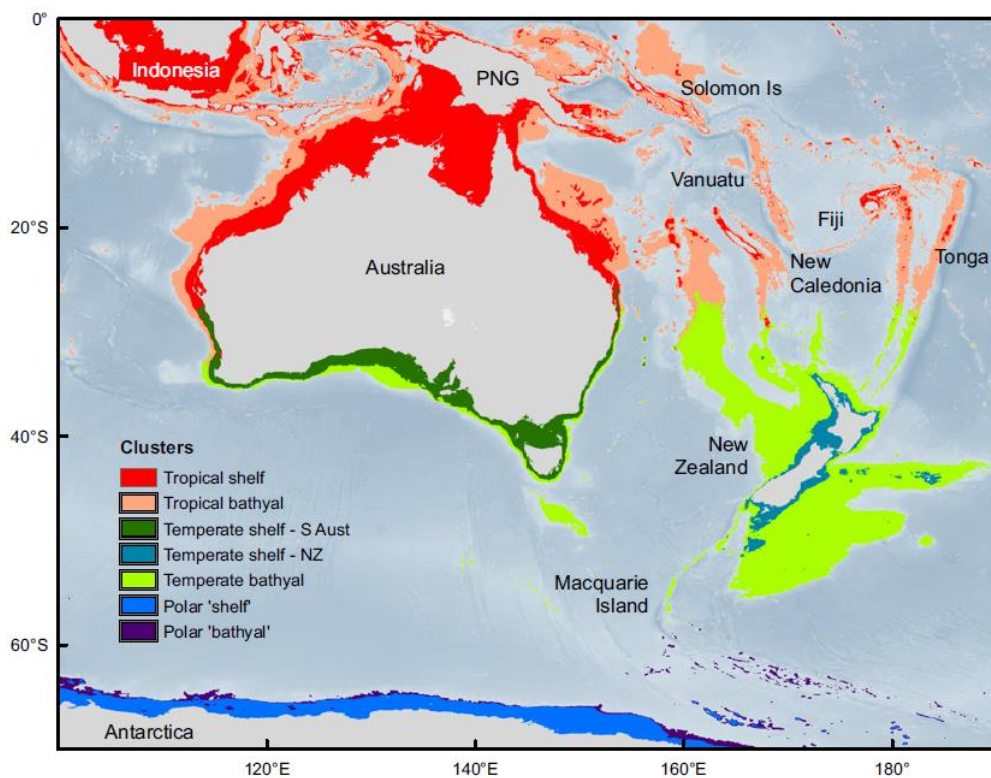 0°
20°S
40°S
60°S
Indonesia
PNG
Solomon Is
Vanuatu
Fiji
Tonga
New
Caledonia
Australia
New
Zealand
Macquarie
Island
Antarctica
Clusters
Tropical shelf
Tropical bathyal
Temperate shelf - S Aust
Temperate shelf - NZ
Temperate bathyal
Polar 'shelf'
Polar 'bathyal'
120°E
140°E
160°E
180°